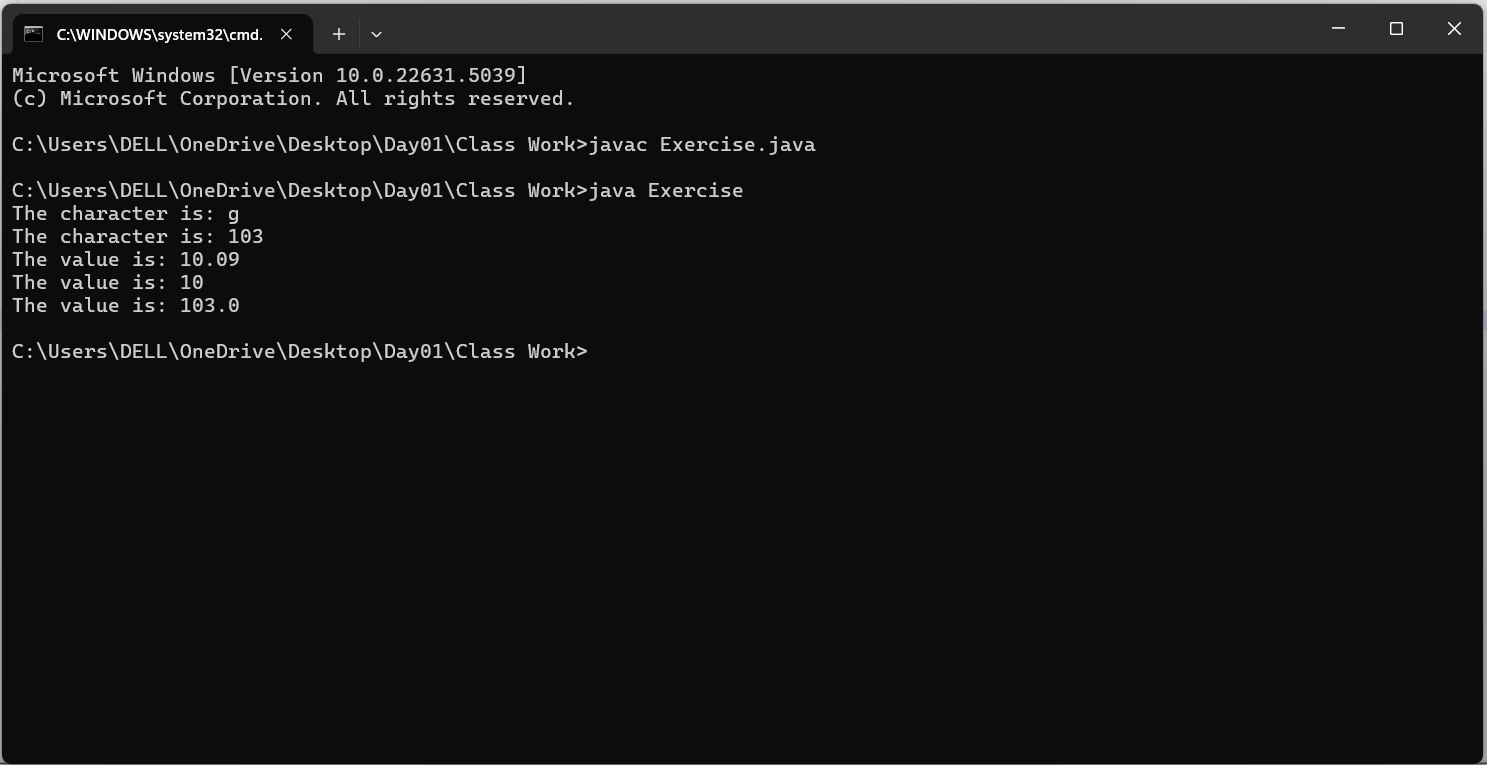 C:\WINDOWS\system32\cmd.
Microsoft Windows [Version 10.0.22631.5039]
(c) Microsoft Corporation. All rights reserved.
C:\Users\DELL\OneDrive\Desktop\Day01\Class Work>javac Exercise.java
C:\Users\DELL\OneDrive\Desktop\Day01\Class Work>java Exercise
The character is: g
The character is: 103
The value is: 10.09
The value is: 10
The value is: 103.0
C:\Users\DELL\OneDrive\Desktop\Day01\Class Work>